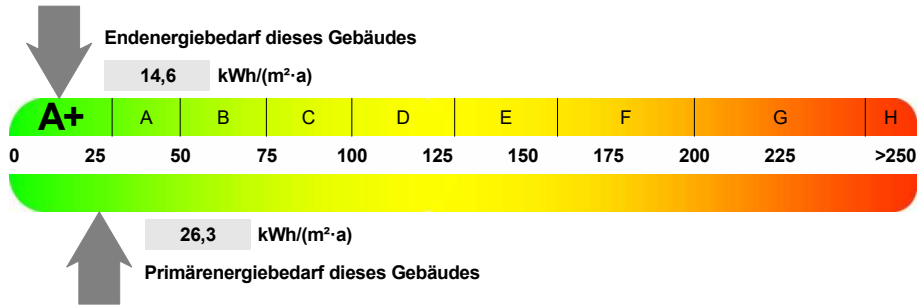 Endenergiebedarf dieses Gebäudes
14,6 kWh/(m²·a)
A+ A B C D E F G H
0 25 50 75 100 125 150 175 200 225 >250
26,3 kWh/(m²·a)
Primärenergiebedarf dieses Gebäudes